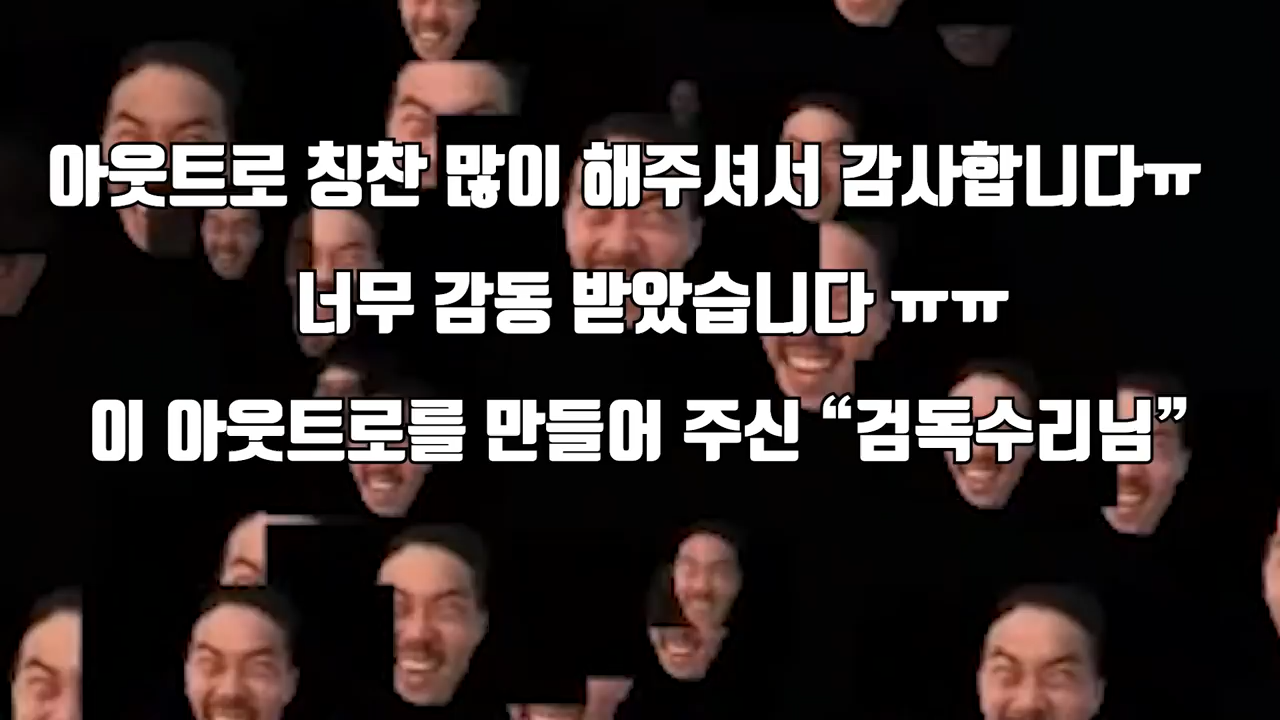 아웃트로 칭찬 많이 해주셔서 감사합니다ㅠ
너무 감동 받았습니다 ㅠㅠ
이 아웃트로를 만들어 주신 “검독수리님”